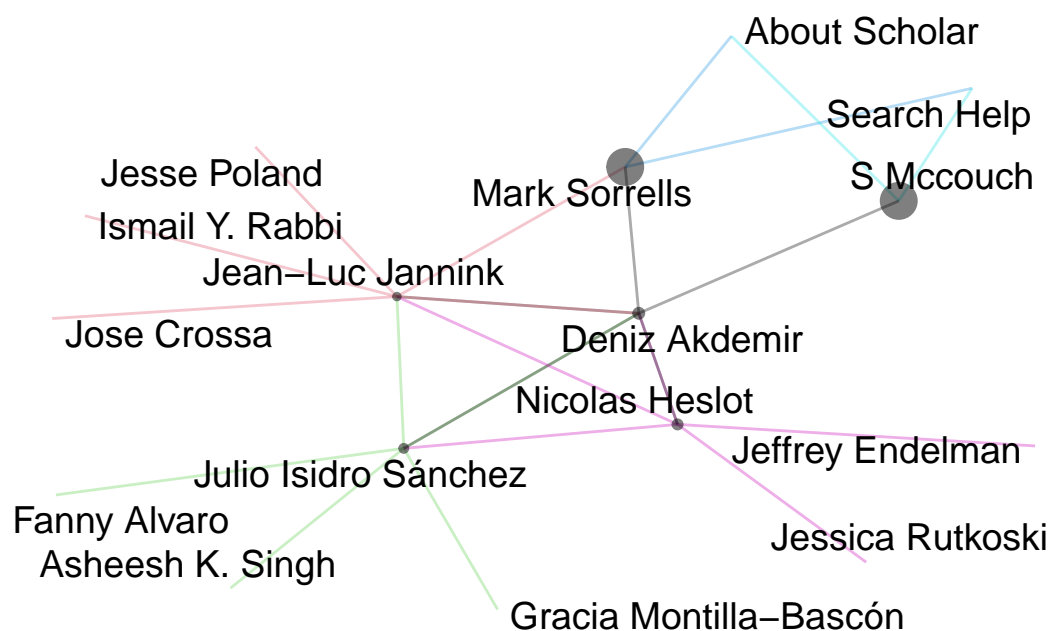 About Scholar
Search Help
Jesse Poland
S Mccouch
Mark Sorrells
Ismail Y. Rabbi
Jean−Luc Jannink
Jose Crossa
Deniz Akdemir
Nicolas Heslot
Jeffrey Endelman
Julio Isidro Sánchez
Fanny Alvaro
Jessica Rutkoski
Asheesh K. Singh
Gracia Montilla−Bascón